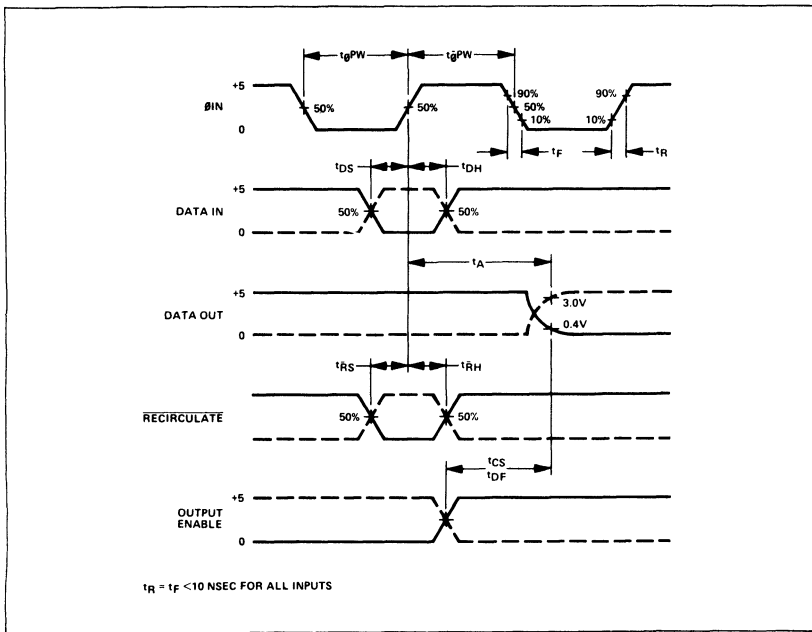 tøPW tø̄PW
+5
90% 90%
øIN 50% 50% 50%
10% 10%
0
tF tR
tDS tDH
+5
DATA IN 50% 50%
0
tA
+5
3.0V
DATA OUT
0.4V
0
tR̄S tR̄H
RECIRCULATE 50% 50%
tCS
tDF
+5
OUTPUT
ENABLE
0
tR = tF <10 NSEC FOR ALL INPUTS